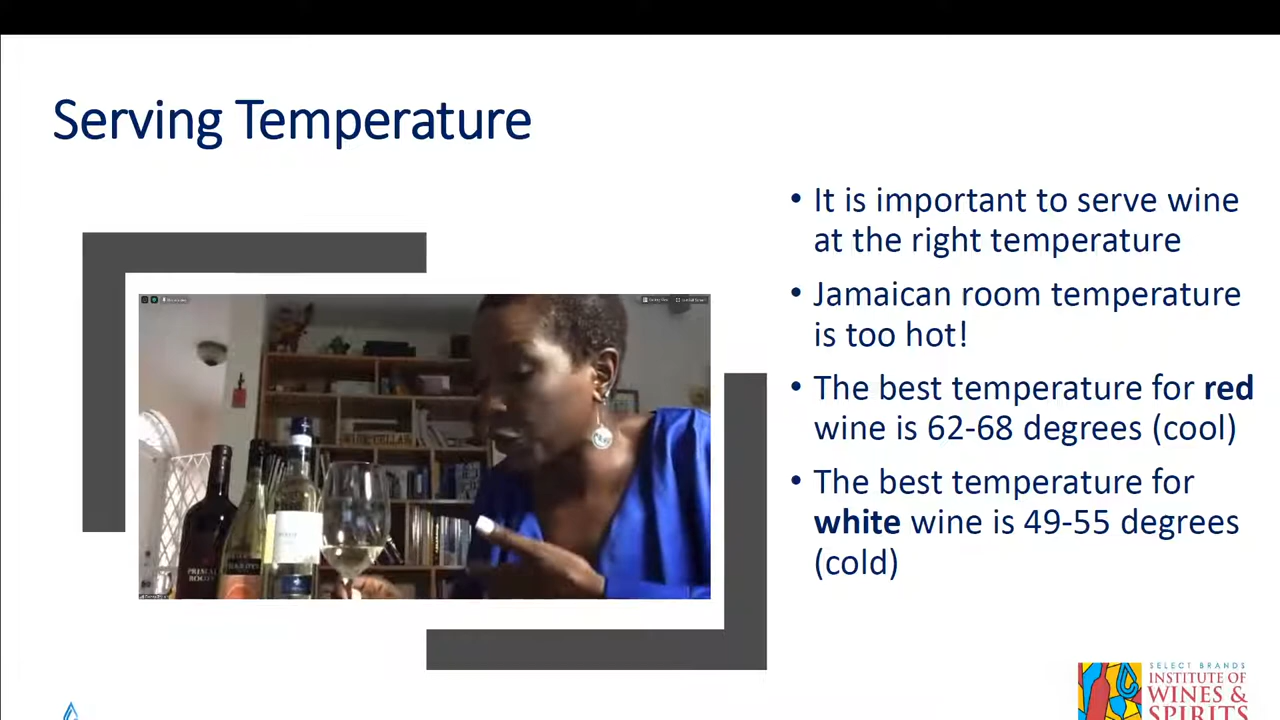 Serving Temperature
• It is important to serve wine
at the right temperature
• Jamaican room temperature
is too hot!
• The best temperature for red
wine is 62-68 degrees (cool)
• The best temperature for
white wine is 49-55 degrees
(cold)
PRIMAL
ROOTS
SELECT BRANDS
INSTITUTE OF
WINES &
SPIRITS